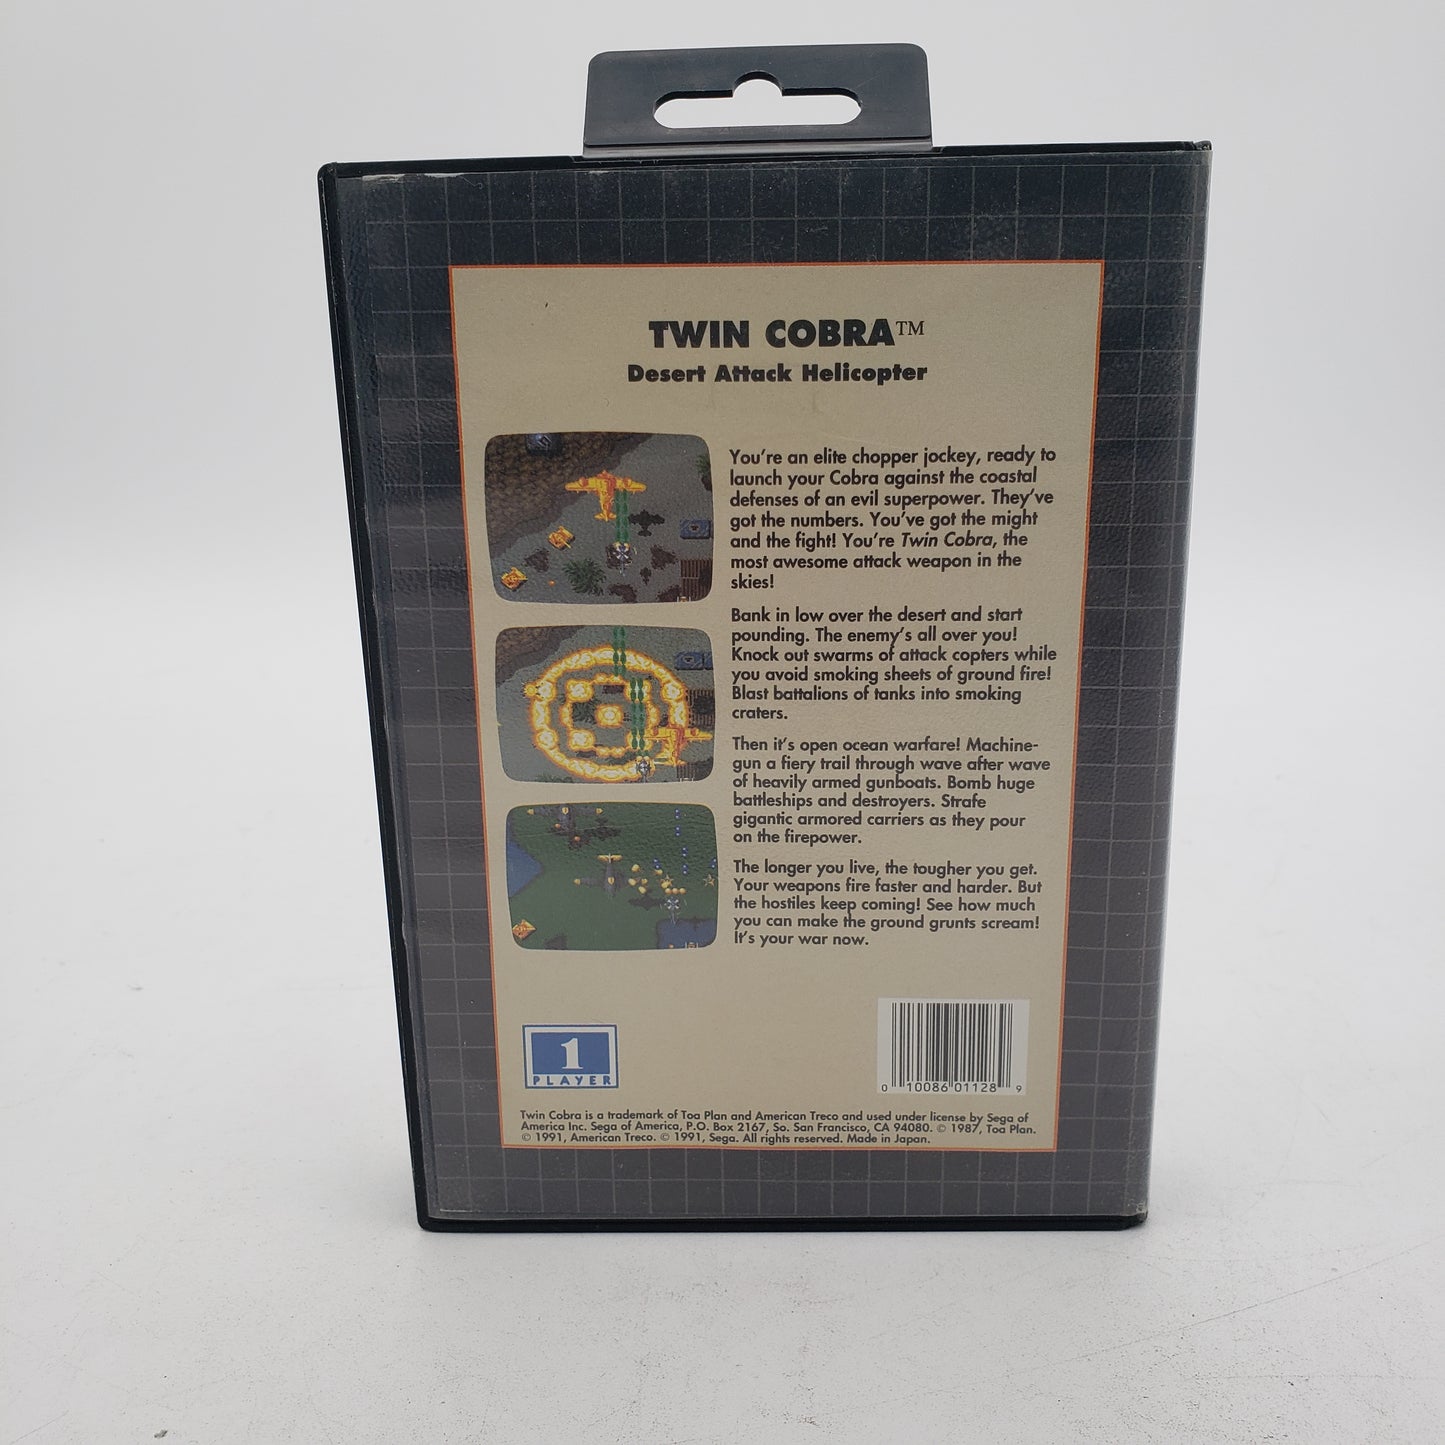 TWIN COBRA™
Desert Attack Helicopter
You're an elite chopper jockey, ready to
launch your Cobra against the coastal
defenses of an evil superpower. They've
got the numbers. You've got the might
and the fight! You're Twin Cobra, the
most awesome attack weapon in the
skies!
Bank in low over the desert and start
pounding. The enemy's all over you!
Knock out swarms of attack copters while
you avoid smoking sheets of ground fire!
Blast battalions of tanks into smoking
craters.
Then it's open ocean warfare! Machine-
gun a fiery trail through wave after wave
of heavily armed gunboats. Bomb huge
battleships and destroyers. Strafe
gigantic armored carriers as they pour
on the firepower.
The longer you live, the tougher you get.
Your weapons fire faster and harder. But
the hostiles keep coming! See how much
you can make the ground grunts scream!
It's your war now.
1
PLAYER
0 10086 01128 9
Twin Cobra is a trademark of Toa Plan and American Treco and used under license by Sega of
America Inc. Sega of America, P.O. Box 2167, So. San Francisco, CA 94080. © 1987, Toa Plan.
© 1991, American Treco. © 1991, Sega. All rights reserved. Made in Japan.